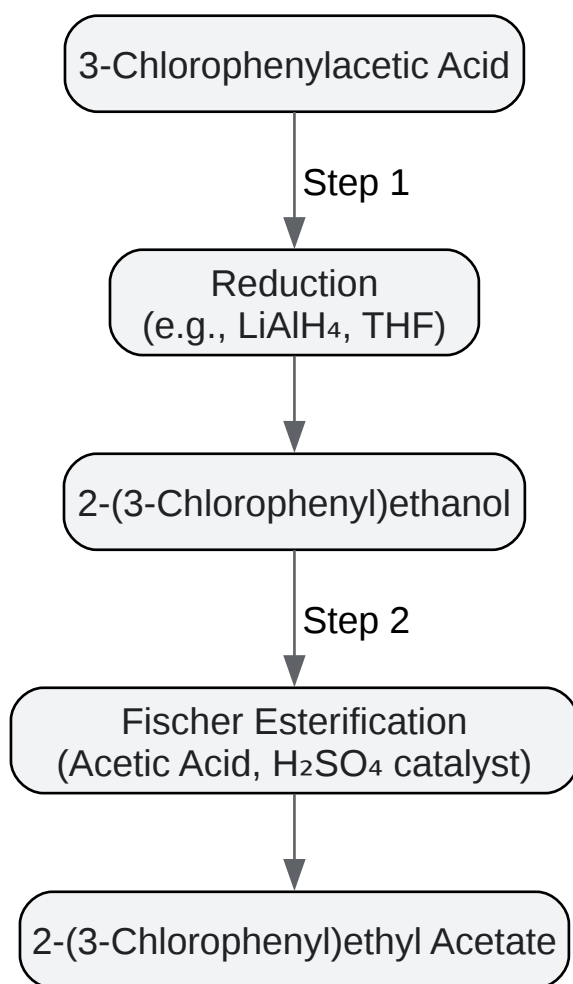 3-Chlorophenylacetic Acid
Step 1
Reduction
(e.g., LiAlH₄, THF)
2-(3-Chlorophenyl)ethanol
Step 2
Fischer Esterification
(Acetic Acid, H₂SO₄ catalyst)
2-(3-Chlorophenyl)ethyl Acetate